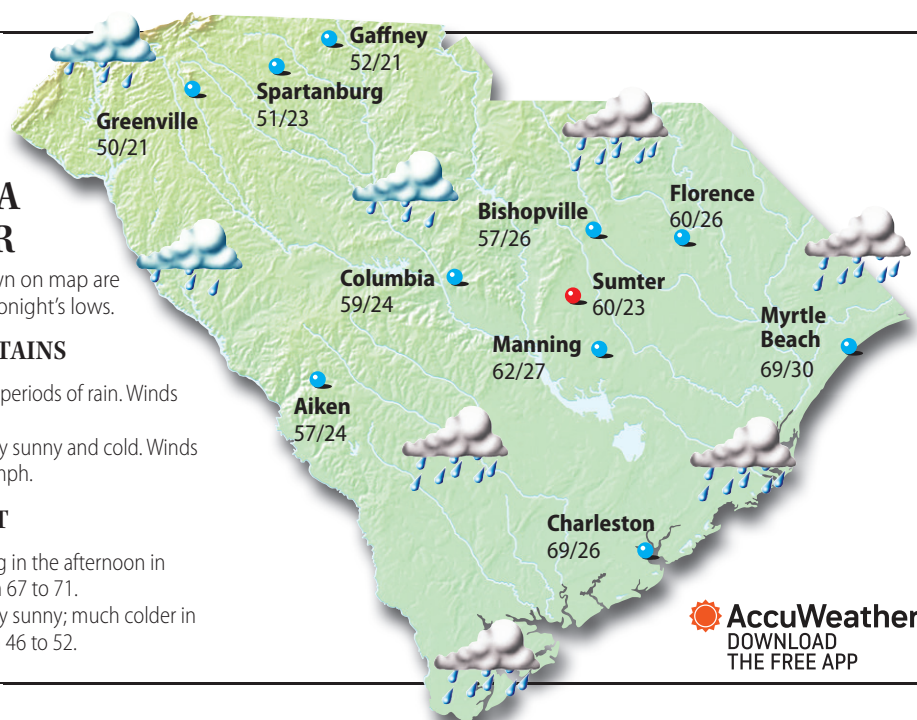 Gaffney
52/21
Spartanburg
51/23
Greenville
50/21
A
R
Florence
60/26
Bishopville
57/26
on map are
onight's lows.
Columbia
59/24
Sumter
60/23
Myrtle
Beach
69/30
Manning
62/27
TAINS
periods of rain. Winds
Aiken
57/24
sunny and cold. Winds
mph.
T
in the afternoon in
67 to 71.
sunny; much colder in
46 to 52.
Charleston
69/26
AccuWeather
DOWNLOAD
THE FREE APP